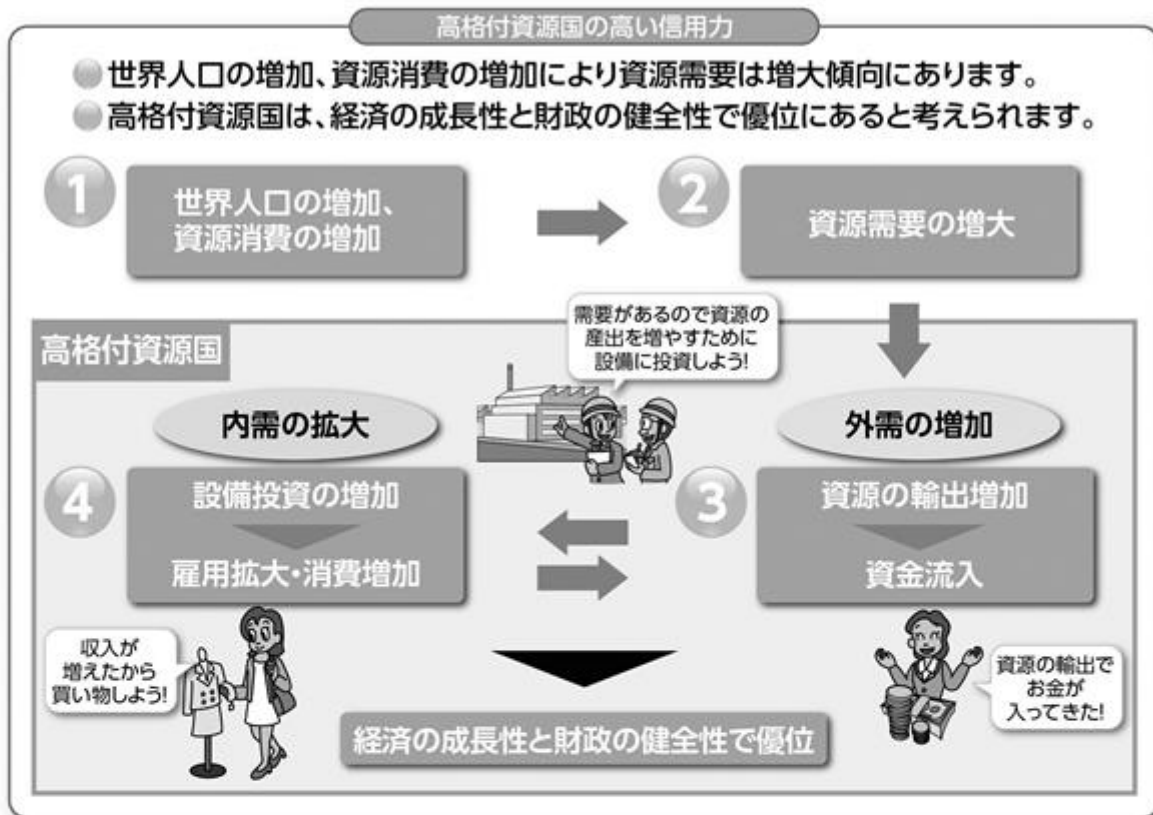 高格付資源国の高い信用力
●世界人口の増加、資源消費の増加により資源需要は増大傾向にあります。
●高格付資源国は、経済の成長性と財政の健全性で優位にあると考えられます。
1
世界人口の増加、
資源消費の増加
2
資源需要の増大
高格付資源国
需要があるので資源の
産出を増やすために
設備に投資しよう!
外需の増加
3
資源の輸出増加
資金流入
資源の輸出で
お金が
入ってきた!
内需の拡大
4
設備投資の増加
雇用拡大・消費増加
収入が
増えたから
買い物しよう!
経済の成長性と財政の健全性で優位